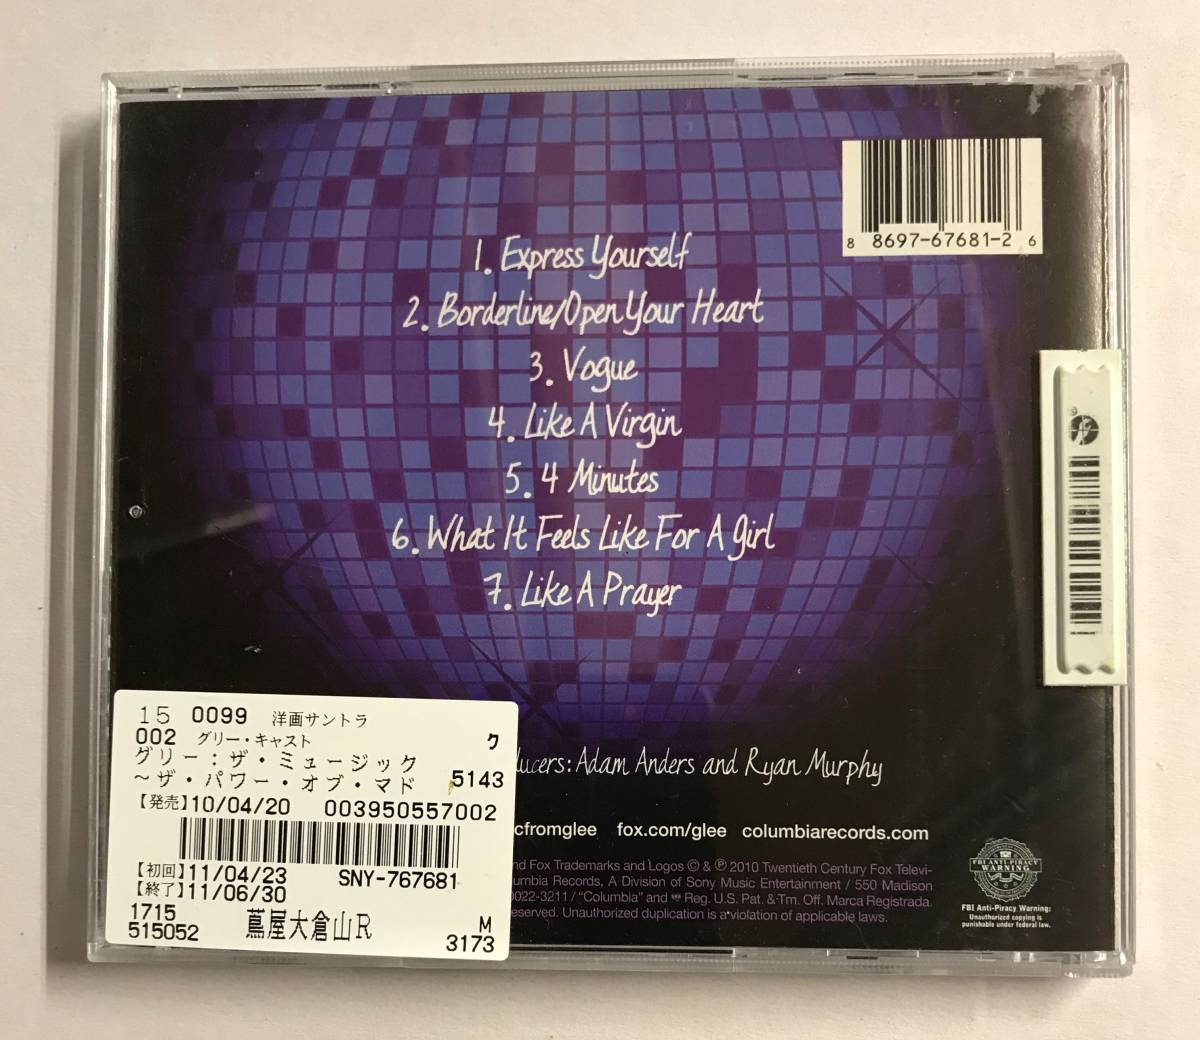 1. Express Yourself
2. Borderline/Open Your Heart
3. Vogue
4. Like A Virgin
5. 4 Minutes
6. What It Feels Like For A Girl
7. Like A Prayer
8 8697-67681-2 6
15 0099 洋画サントラ
002 グリー・キャスト ク
グリー:ザ・ミュージック
~ザ・パワー・オブ・マド 5143
【発売】10/04/20 003950557002
【初回】11/04/23 SNY-767681
【終了】11/06/30
1715
515052 蔦屋大倉山R M
3173
ducers: Adam Anders and Ryan Murphy
cfromglee fox.com/glee columbiarecords.com
nd Fox Trademarks and Logos © & ℗ 2010 Twentieth Century Fox Televi-
umbia Records, A Division of Sony Music Entertainment / 550 Madison
0022-3211 / "Columbia" and Reg. U.S. Pat. & Tm. Off. Marca Registrada.
eserved. Unauthorized duplication is a violation of applicable laws.
FBI ANTI-PIRACY
WARNING
FBI Anti-Piracy Warning:
Unauthorized copying is
punishable under federal law.